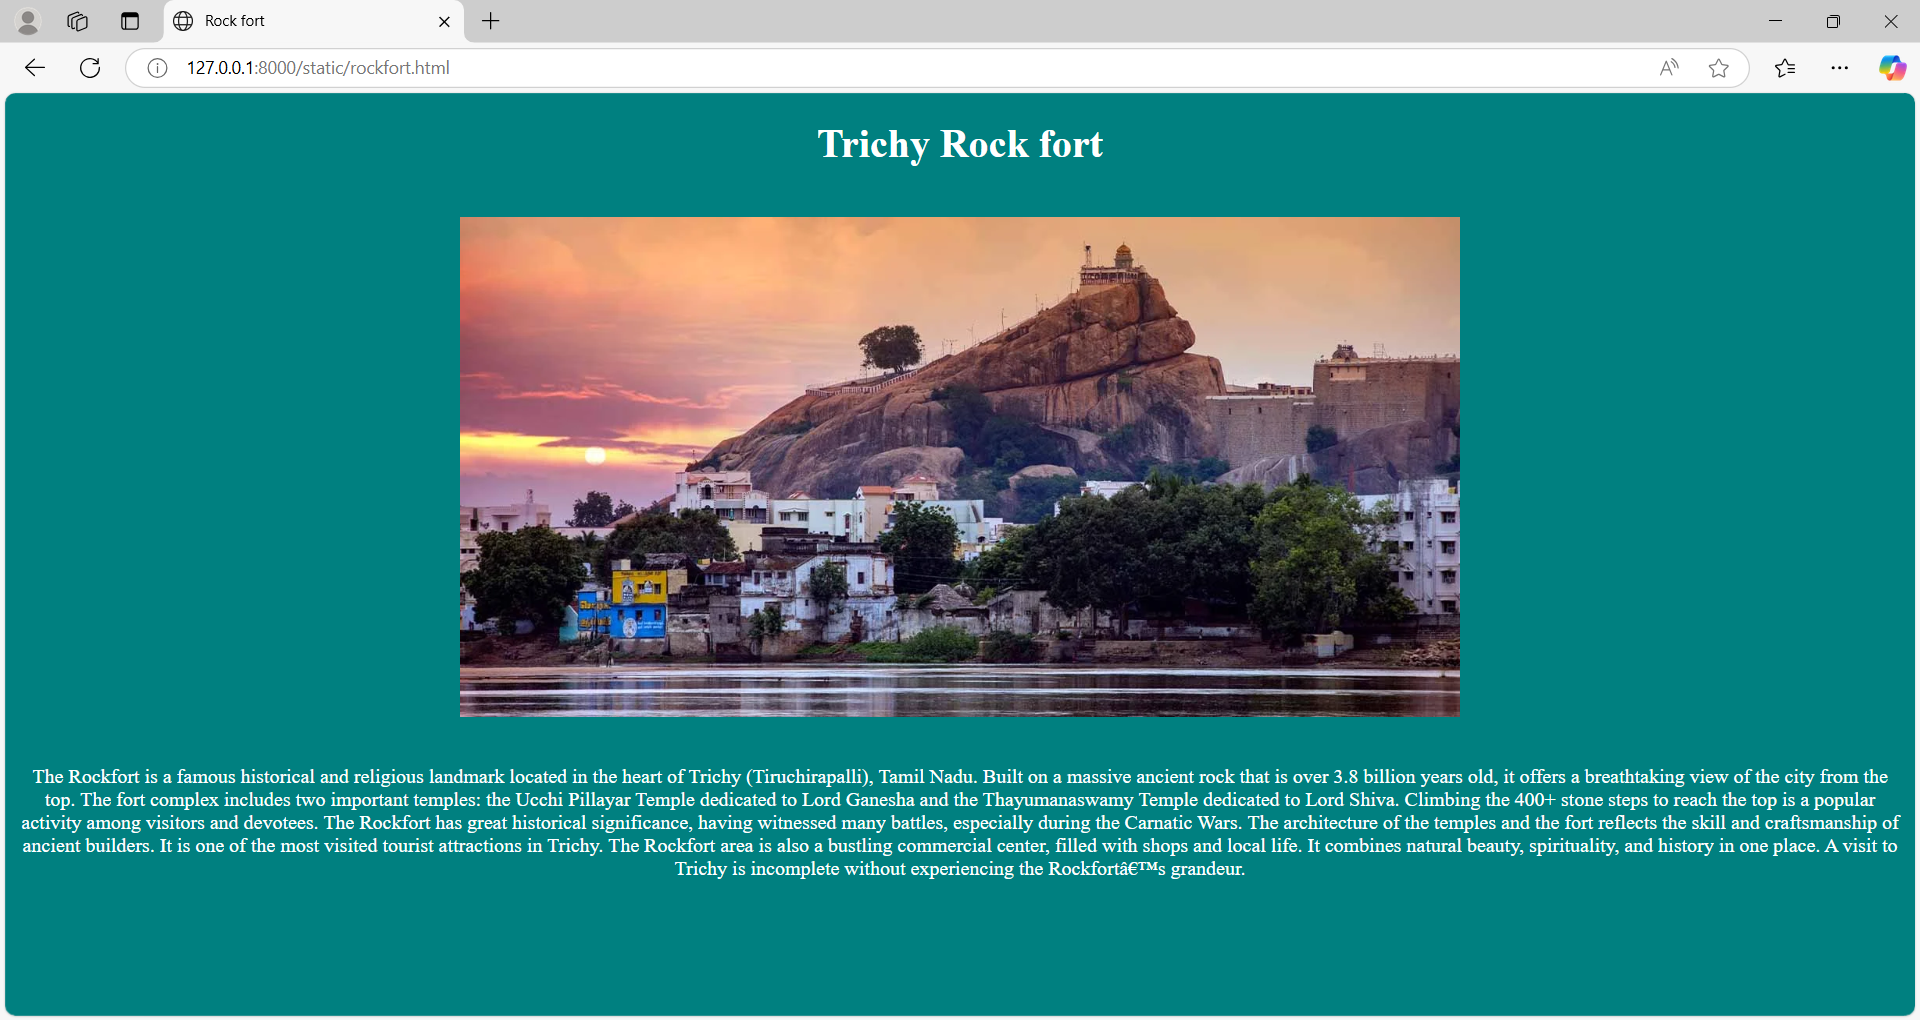 Rock fort
127.0.0.1:8000/static/rockfort.html
Trichy Rock fort
The Rockfort is a famous historical and religious landmark located in the heart of Trichy (Tiruchirapalli), Tamil Nadu. Built on a massive ancient rock that is over 3.8 billion years old, it offers a breathtaking view of the city from the
top. The fort complex includes two important temples: the Ucchi Pillayar Temple dedicated to Lord Ganesha and the Thayumanaswamy Temple dedicated to Lord Shiva. Climbing the 400+ stone steps to reach the top is a popular
activity among visitors and devotees. The Rockfort has great historical significance, having witnessed many battles, especially during the Carnatic Wars. The architecture of the temples and the fort reflects the skill and craftsmanship of
ancient builders. It is one of the most visited tourist attractions in Trichy. The Rockfort area is also a bustling commercial center, filled with shops and local life. It combines natural beauty, spirituality, and history in one place. A visit to
Trichy is incomplete without experiencing the Rockfortâ€™s grandeur.